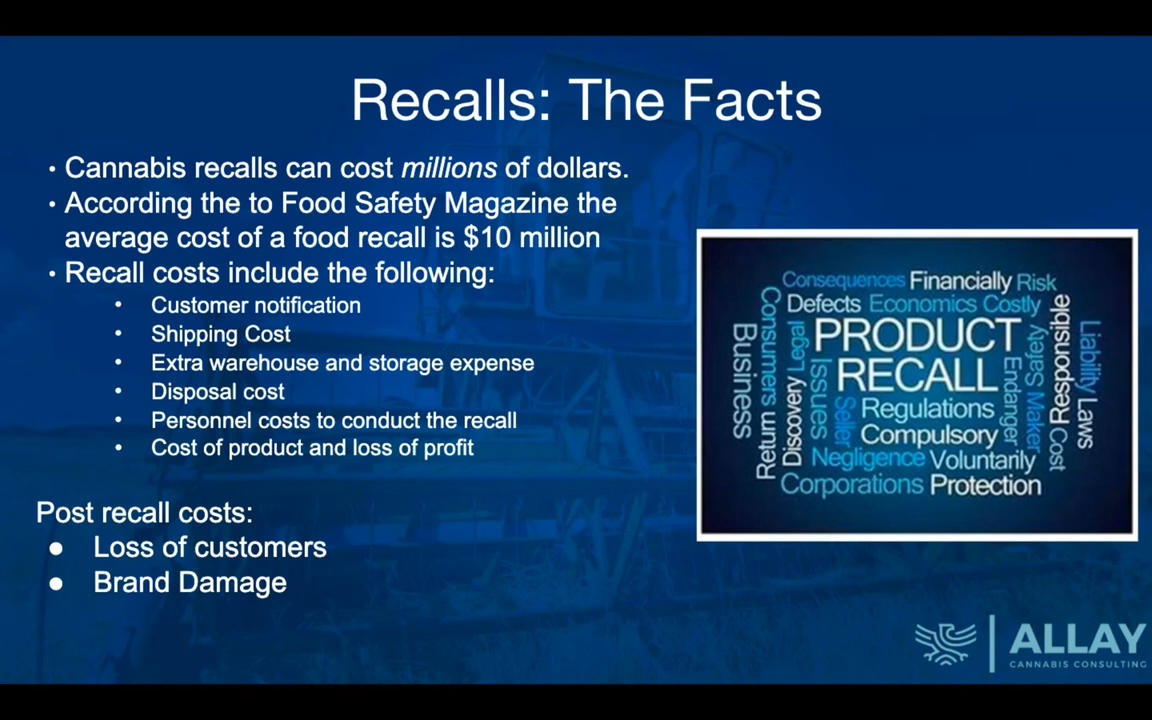 Recalls: The Facts
• Cannabis recalls can cost millions of dollars.
• According the to Food Safety Magazine the
average cost of a food recall is $10 million
• Recall costs include the following:
• Customer notification
• Shipping Cost
• Extra warehouse and storage expense
• Disposal cost
• Personnel costs to conduct the recall
• Cost of product and loss of profit
Post recall costs:
● Loss of customers
● Brand Damage
Consequences Financially Risk
Defects Economics Costly
PRODUCT
RECALL
Regulations
Compulsory
Negligence Voluntarily
Corporations Protection
Business
Consumers
Return
Legal
Discovery
Issues
Seller
Endanger
Safety
Maker
Responsible
Cost
Liability Laws
ALLAY
CANNABIS CONSULTING